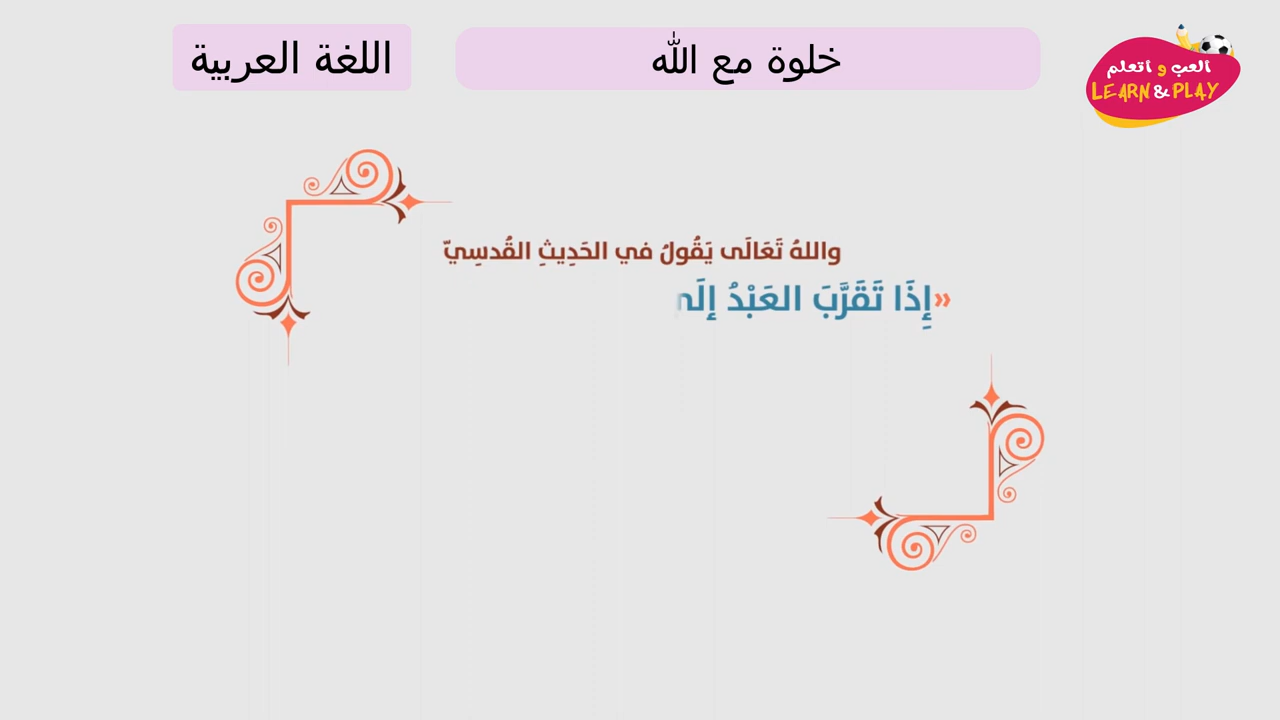 اللغة العربية
خلوة مع الله
العب و اتعلم
LEARN & PLAY
واللهُ تَعَالَى يَقُولُ في الحَدِيثِ القُدسِيّ
«إِذَا تَقَرَّبَ العَبْدُ